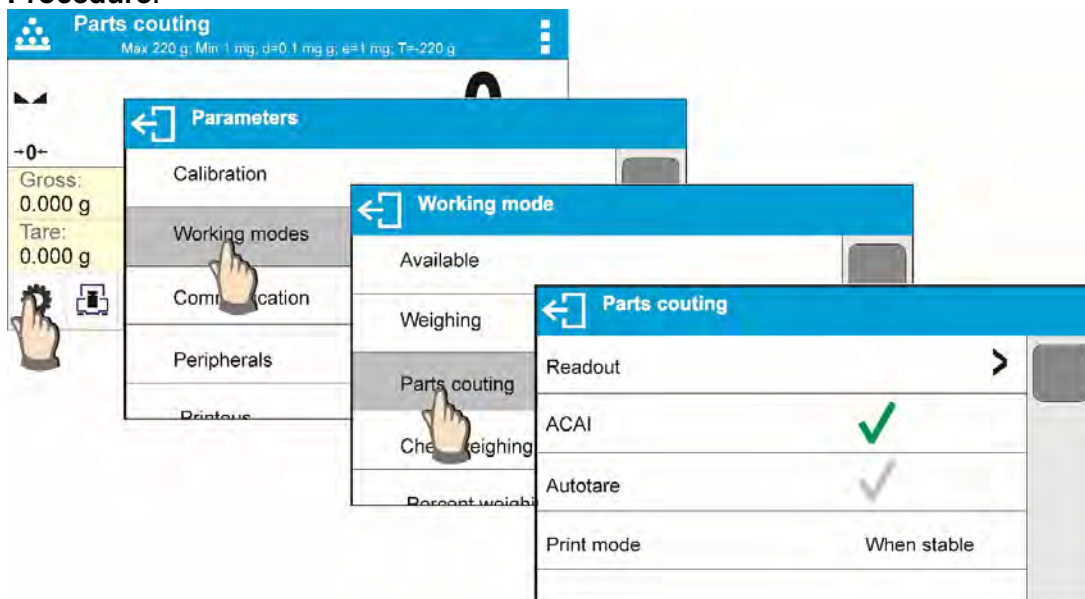 Procedure:
Parts couting
Max 220 g; Min 1 mg; d=0.1 mg g; e=1 mg; T=-220 g
0
→0←
Gross:
0.000 g
Tare:
0.000 g
Parameters
Calibration
Working modes
Peripherals
Working mode
Available
Weighing
Parts couting
Parts couting
Readout
ACAI
Autotare
Print mode When stable